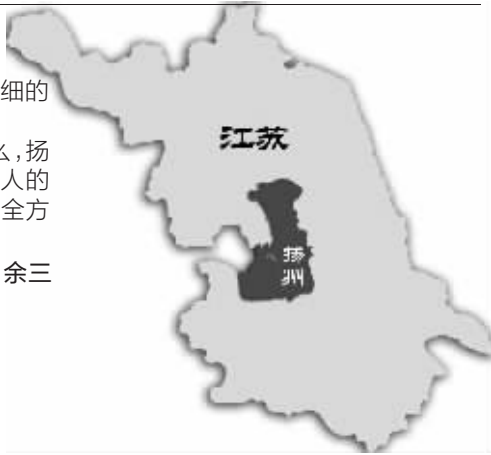 细的
么,扬
人的
全方
余三
江苏
扬
州